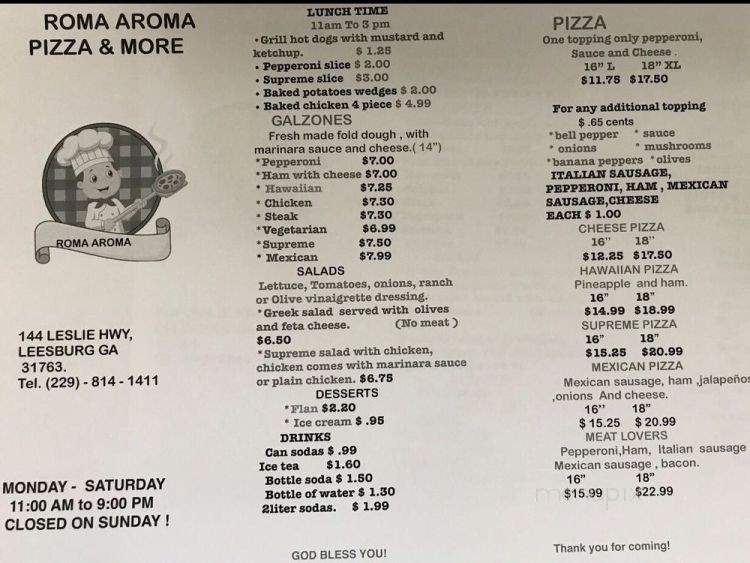 ROMA AROMA
PIZZA & MORE
ROMA AROMA
144 LESLIE HWY,
LEESBURG GA
31763.
Tel. (229) - 814 - 1411
MONDAY - SATURDAY
11:00 AM to 9:00 PM
CLOSED ON SUNDAY !
LUNCH TIME
11am To 3 pm
• Grill hot dogs with mustard and
ketchup. $ 1.25
• Pepperoni slice $ 2.00
• Supreme slice $3.00
• Baked potatoes wedges $ 2.00
• Baked chicken 4 piece $ 4.99
GALZONES
Fresh made fold dough , with
marinara sauce and cheese.( 14”)
*Pepperoni $7.00
*Ham with cheese $7.00
* Hawaiian $7.25
* Chicken $7.30
* Steak $7.30
*Vegetarian $6.99
*Supreme $7.50
* Mexican $7.99
SALADS
Lettuce, Tomatoes, onions, ranch
or Olive vinaigrette dressing.
*Greek salad served with olives
and feta cheese. (No meat )
$6.50
*Supreme salad with chicken,
chicken comes with marinara sauce
or plain chicken. $6.75
DESSERTS
*Flan $2.20
* Ice cream $ .95
DRINKS
Can sodas $ .99
Ice tea $1.60
Bottle soda $ 1.50
Bottle of water $ 1.30
2liter sodas. $ 1.99
GOD BLESS YOU!
PIZZA
One topping only pepperoni,
Sauce and Cheese .
16” L 18” XL
$11.75 $17.50
For any additional topping
$ .65 cents
*bell pepper * sauce
* onions * mushrooms
*banana peppers *olives
ITALIAN SAUSAGE,
PEPPERONI, HAM , MEXICAN
SAUSAGE,CHEESE
EACH $ 1.00
CHEESE PIZZA
16” 18”
$12.25 $17.50
HAWAIIAN PIZZA
Pineapple and ham.
16” 18”
$14.99 $18.99
SUPREME PIZZA
16” 18”
$15.25 $20.99
MEXICAN PIZZA
Mexican sausage, ham ,jalapeños
,onions And cheese.
16” 18”
$ 15.25 $ 20.99
MEAT LOVERS
Pepperoni,Ham, Italian sausage
Mexican sausage , bacon.
16” 18”
$15.99 $22.99
Thank you for coming!